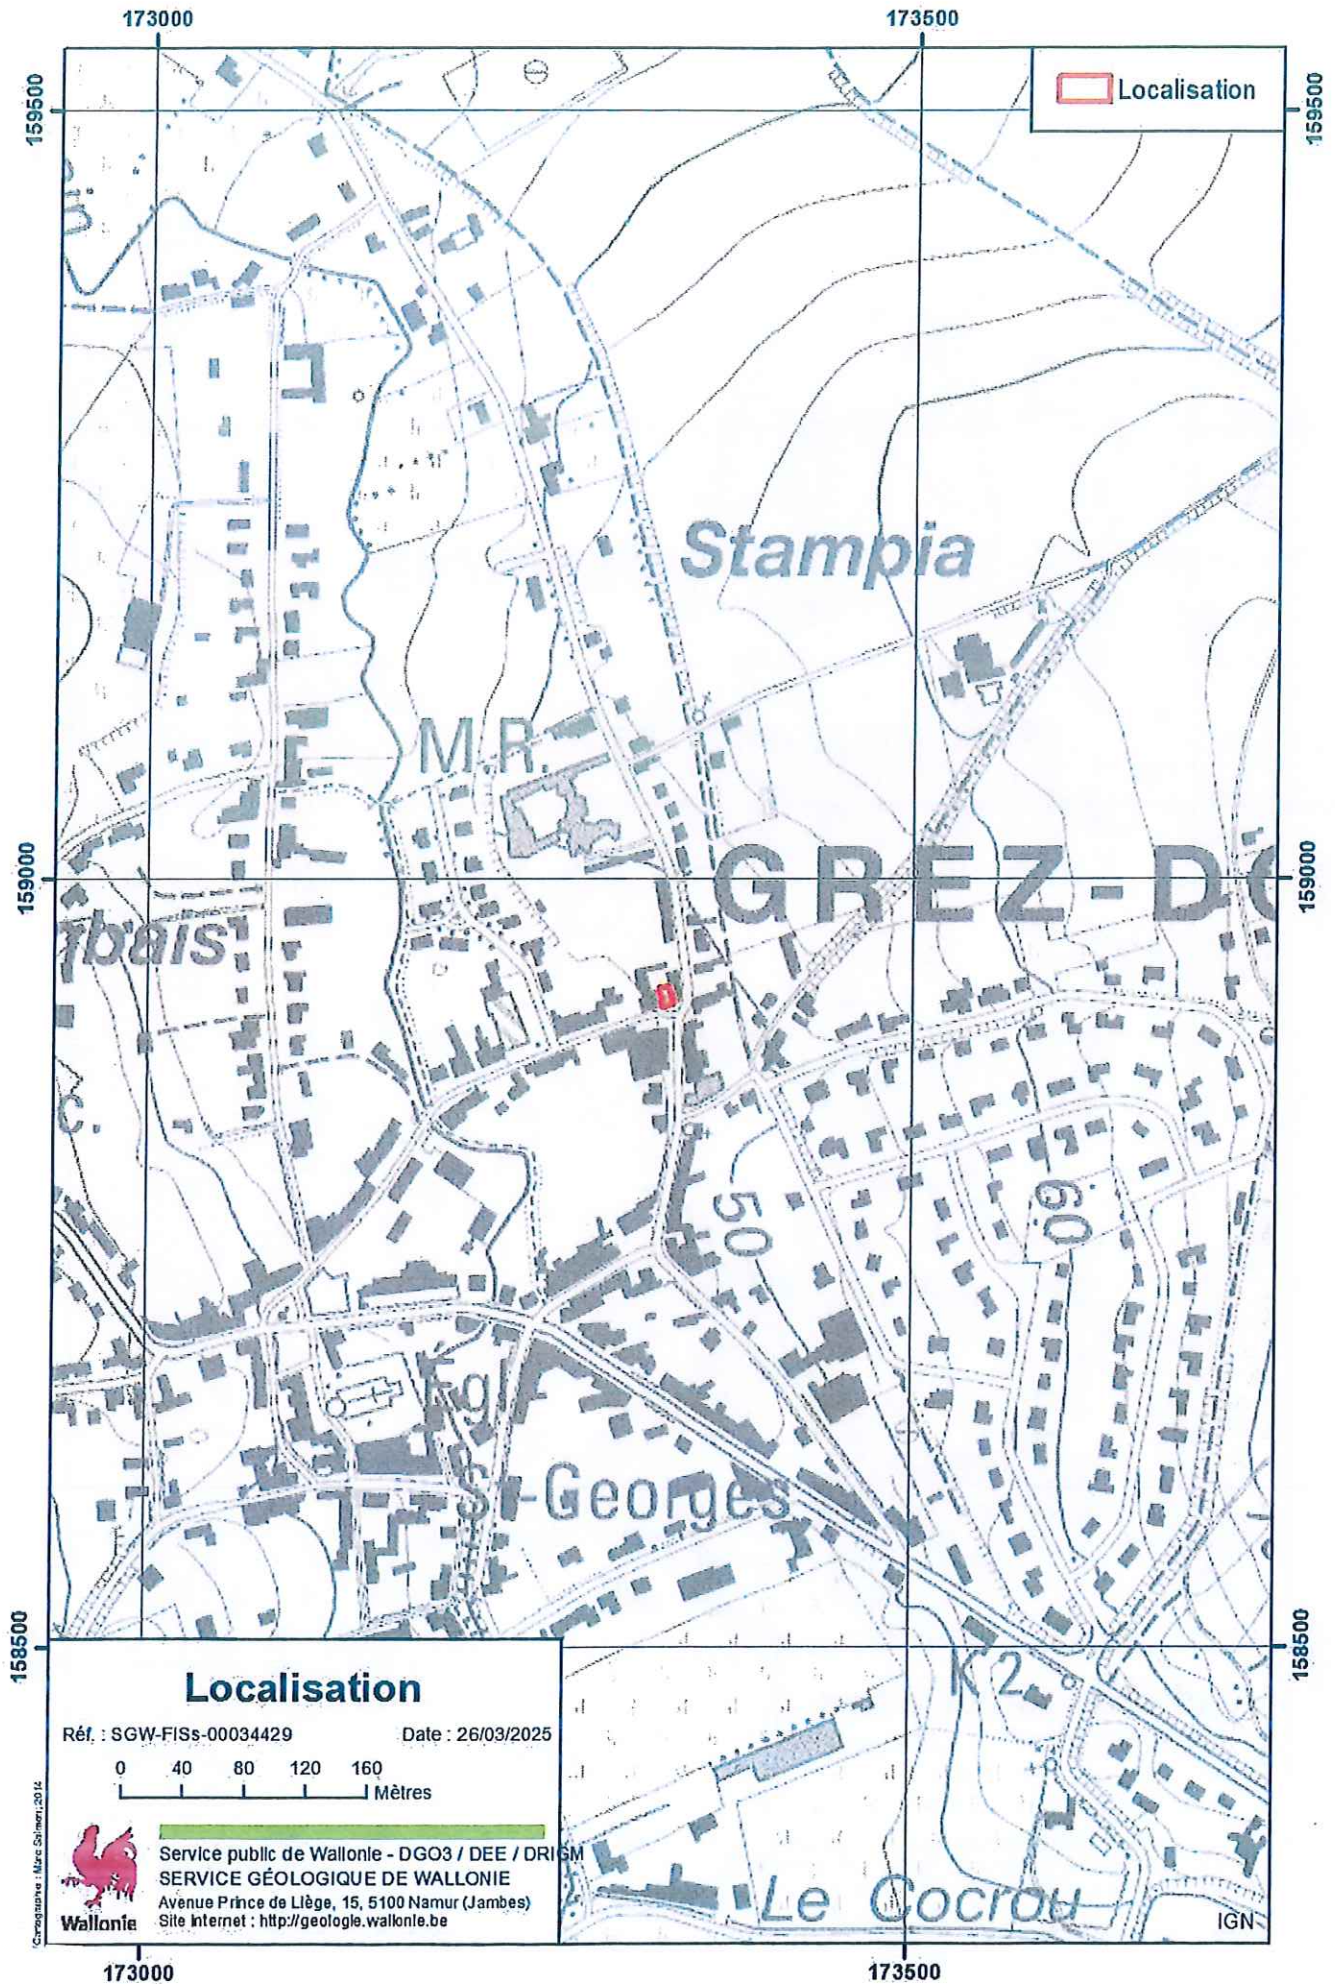 173000
173500
159500
159500
Localisation
Stampia
M.R.
159000
159000
GREZ-DO
bais
c.
50
60
Kg
St-Georges
158500
158500
K 2
Localisation
Réf. : SGW-FISs-00034429
Date : 26/03/2025
0 40 80 120 160
Mètres
Service public de Wallonie - DGO3 / DEE / DRIGM
SERVICE GÉOLOGIQUE DE WALLONIE
Avenue Prince de Liège, 15, 5100 Namur (Jambes)
Site Internet : http://geologie.wallonie.be
Wallonie
Le Cocrou
IGN
173000
173500